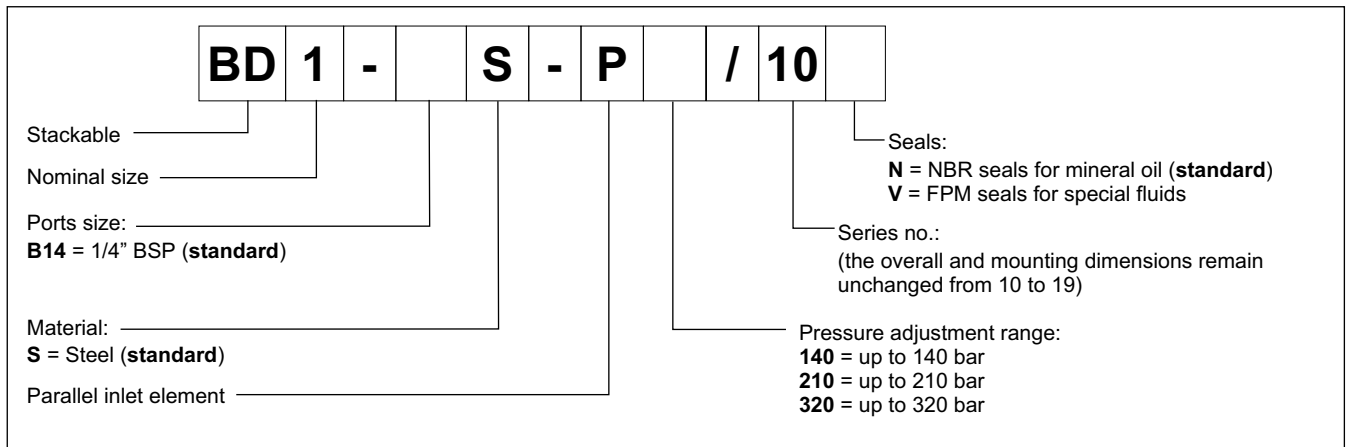 BD 1 - S - P / 10
Stackable
Nominal size
Ports size:
B14 = 1/4” BSP (standard)
Material:
S = Steel (standard)
Parallel inlet element
Seals:
N = NBR seals for mineral oil (standard)
V = FPM seals for special fluids
Series no.:
(the overall and mounting dimensions remain
unchanged from 10 to 19)
Pressure adjustment range:
140 = up to 140 bar
210 = up to 210 bar
320 = up to 320 bar